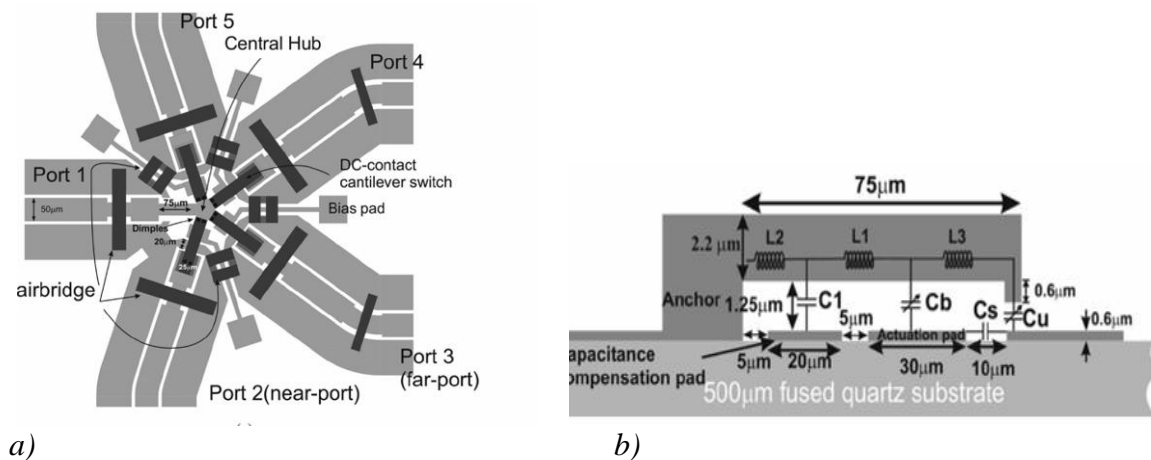 Port 5
Central Hub
Port 4
Port 1
DC-contact
cantilever switch
75μm
50μm
Bias pad
Dimples
20μm
25μm
airbridge
Port 3
(far-port)
Port 2(near-port)
a)
75μm
2.2 μm
L2
L1
L3
Anchor
1.25μm
C1
Cb
0.6μm
Cs
Cu
5μm
Actuation pad
0.6μm
apacitance
ompensation pad
5μm
20μm
30μm
10μm
500μm fused quartz substrate
b)